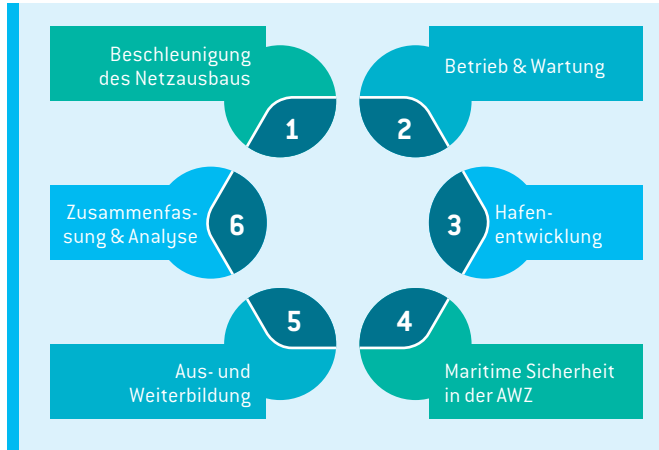 Beschleunigung
des Netzausbaus
1
2
Betrieb & Wartung
3
Hafen-
entwicklung
4
Maritime Sicherheit
in der AWZ
5
Aus- und
Weiterbildung
6
Zusammenfas-
sung & Analyse